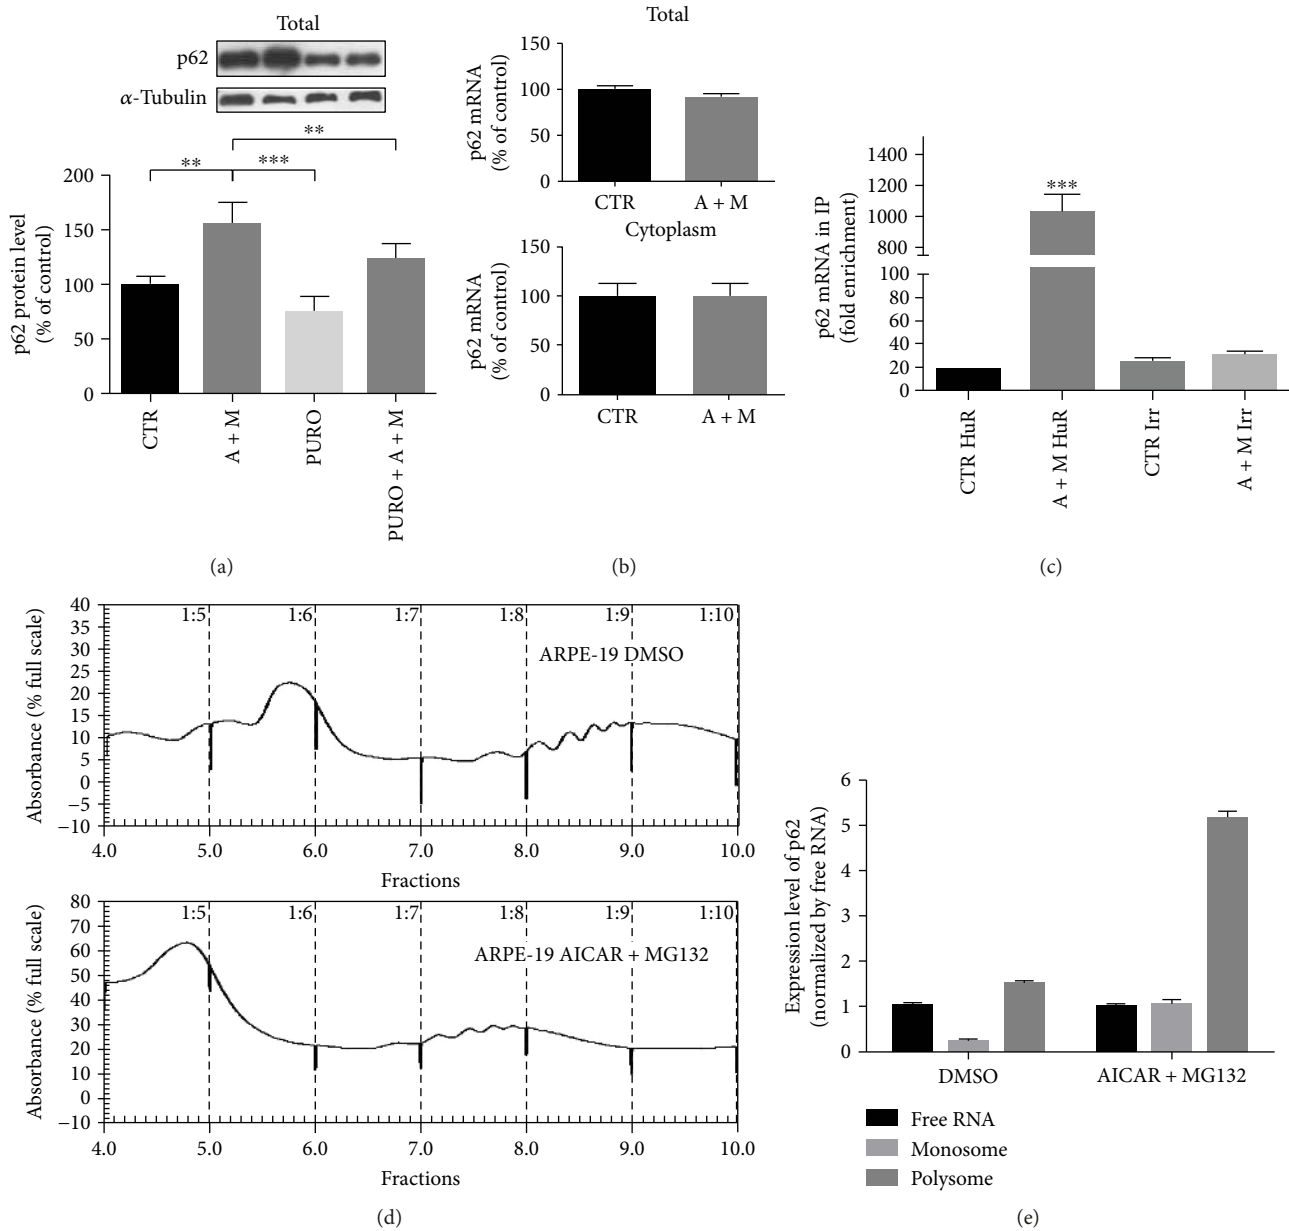 Total
p62
α-Tubulin
**
** ***
200
150
100
50
0
p62 protein level
(% of control)
CTR
A + M
PURO
PURO + A + M
(a)
Total
150
100
50
0
p62 mRNA
(% of control)
CTR A + M
Cytoplasm
150
100
50
0
p62 mRNA
(% of control)
CTR A + M
(b)
1400
1200
1000
800
100
80
60
40
20
0
p62 mRNA in IP
(fold enrichment)
***
CTR HuR
A + M HuR
CTR Irr
A + M Irr
(c)
40
35
30
25
20
15
10
5
0
−5
−10
Absorbance (% full scale)
1:5 1:6 1:7 1:8 1:9 1:10
ARPE-19 DMSO
4.0 5.0 6.0 7.0 8.0 9.0 10.0
Fractions
80
70
60
50
40
30
20
10
0
−10
Absorbance (% full scale)
1:5 1:6 1:7 1:8 1:9 1:10
ARPE-19 AICAR + MG132
4.0 5.0 6.0 7.0 8.0 9.0 10.0
Fractions
(d)
6
5
4
3
2
1
0
Expression level of p62
(normalized by free RNA)
DMSO AICAR + MG132
Free RNA
Monosome
Polysome
(e)